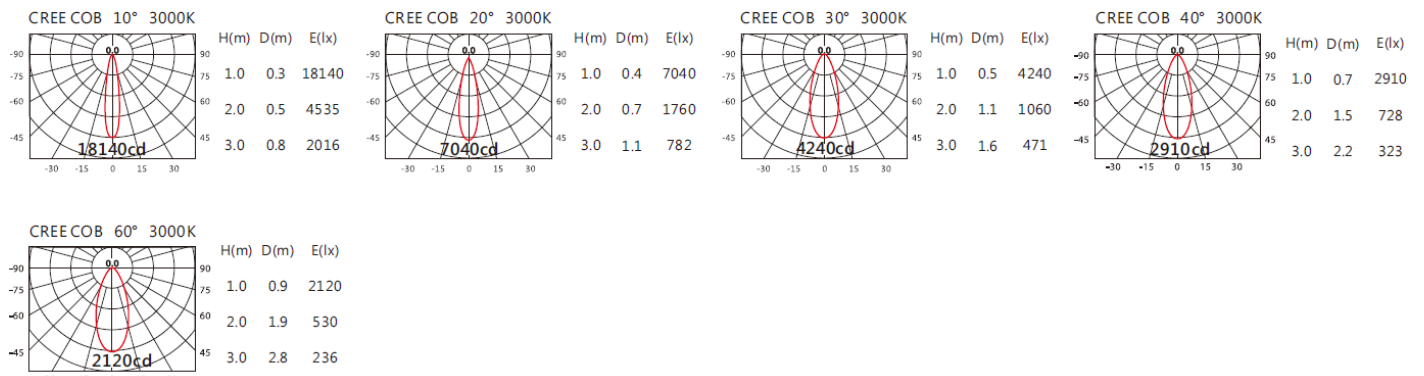 CREE COB 10° 3000K
H(m) D(m) E(lx)
-90 0.0 90
-75 75
1.0 0.3 18140
-60 60
2.0 0.5 4535
-45 45
3.0 0.8 2016
18140cd
-30 -15 0 15 30
CREE COB 20° 3000K
H(m) D(m) E(lx)
-90 0.0 90
-75 75
1.0 0.4 7040
-60 60
2.0 0.7 1760
-45 45
3.0 1.1 782
7040cd
-30 -15 0 15 30
CREE COB 30° 3000K
H(m) D(m) E(lx)
-90 0.0 90
-75 75
1.0 0.5 4240
-60 60
2.0 1.1 1060
-45 45
3.0 1.6 471
4240cd
-30 -15 0 15 30
CREE COB 40° 3000K
H(m) D(m) E(lx)
-90 0.0 90
-75 75
1.0 0.7 2910
-60 60
2.0 1.5 728
-45 45
3.0 2.2 323
2910cd
-30 -15 0 15 30
CREE COB 60° 3000K
H(m) D(m) E(lx)
-90 0.0 90
-75 75
1.0 0.9 2120
-60 60
2.0 1.9 530
-45 45
3.0 2.8 236
2120cd